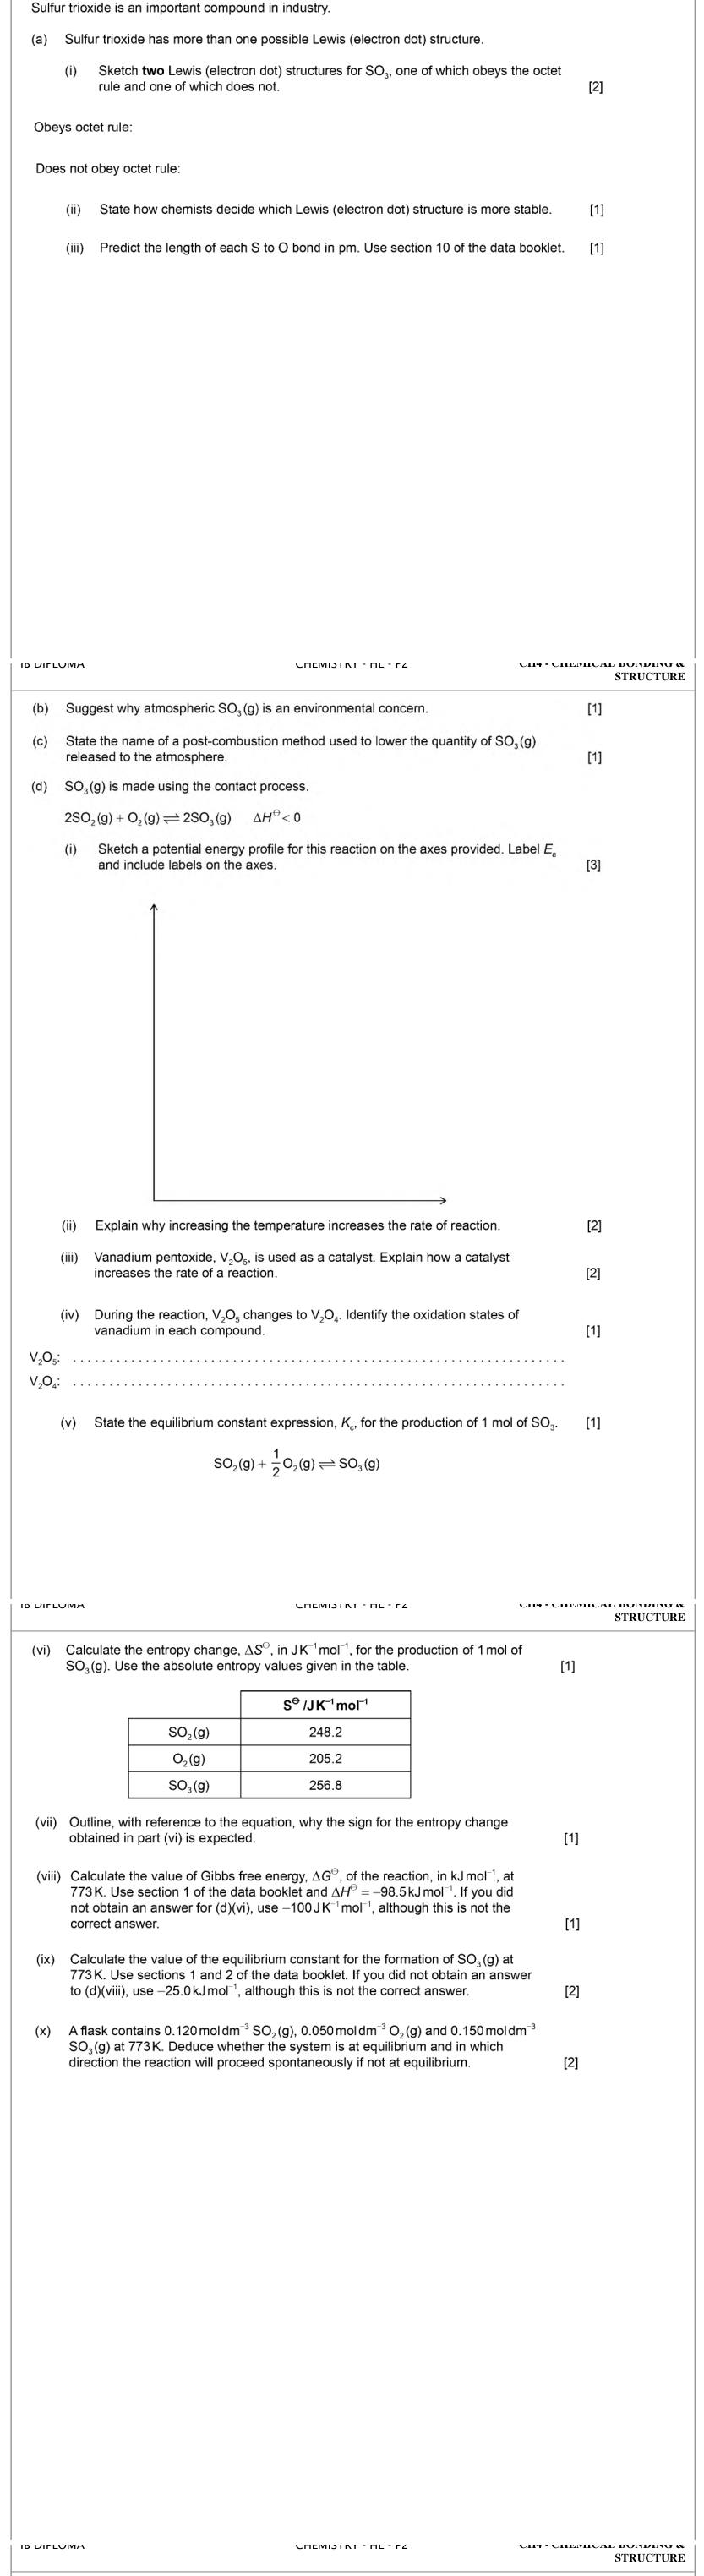 Sulfur trioxide is an important compound in industry.
(a) Sulfur trioxide has more than one possible Lewis (electron dot) structure.
(i) Sketch two Lewis (electron dot) structures for SO₃, one of which obeys the octet
rule and one of which does not. [2]
Obeys octet rule:
Does not obey octet rule:
(ii) State how chemists decide which Lewis (electron dot) structure is more stable. [1]
(iii) Predict the length of each S to O bond in pm. Use section 10 of the data booklet. [1]
IB DIPLOMA CHEMISTRY - HL - P2 CH4 - CHEMICAL BONDING &
STRUCTURE
(b) Suggest why atmospheric SO₃(g) is an environmental concern. [1]
(c) State the name of a post-combustion method used to lower the quantity of SO₃(g)
released to the atmosphere. [1]
(d) SO₃(g) is made using the contact process.
2SO₂(g) + O₂(g) ⇌ 2SO₃(g) ΔH⊖ < 0
(i) Sketch a potential energy profile for this reaction on the axes provided. Label Eₐ
and include labels on the axes. [3]
(ii) Explain why increasing the temperature increases the rate of reaction. [2]
(iii) Vanadium pentoxide, V₂O₅, is used as a catalyst. Explain how a catalyst
increases the rate of a reaction. [2]
(iv) During the reaction, V₂O₅ changes to V₂O₄. Identify the oxidation states of
vanadium in each compound. [1]
V₂O₅: ....................................................................
V₂O₄: ....................................................................
(v) State the equilibrium constant expression, K꜀, for the production of 1 mol of SO₃. [1]
SO₂(g) + 1/2 O₂(g) ⇌ SO₃(g)
IB DIPLOMA CHEMISTRY - HL - P2 CH4 - CHEMICAL BONDING &
STRUCTURE
(vi) Calculate the entropy change, ΔS⊖, in J K⁻¹ mol⁻¹, for the production of 1 mol of
SO₃(g). Use the absolute entropy values given in the table. [1]
S⊖ /J K⁻¹ mol⁻¹
SO₂(g) 248.2
O₂(g) 205.2
SO₃(g) 256.8
(vii) Outline, with reference to the equation, why the sign for the entropy change
obtained in part (vi) is expected. [1]
(viii) Calculate the value of Gibbs free energy, ΔG⊖, of the reaction, in kJ mol⁻¹, at
773 K. Use section 1 of the data booklet and ΔH⊖ = −98.5 kJ mol⁻¹. If you did
not obtain an answer for (d)(vi), use −100 J K⁻¹ mol⁻¹, although this is not the
correct answer. [1]
(ix) Calculate the value of the equilibrium constant for the formation of SO₃(g) at
773 K. Use sections 1 and 2 of the data booklet. If you did not obtain an answer
to (d)(viii), use −25.0 kJ mol⁻¹, although this is not the correct answer. [2]
(x) A flask contains 0.120 mol dm⁻³ SO₂(g), 0.050 mol dm⁻³ O₂(g) and 0.150 mol dm⁻³
SO₃(g) at 773 K. Deduce whether the system is at equilibrium and in which
direction the reaction will proceed spontaneously if not at equilibrium. [2]
IB DIPLOMA CHEMISTRY - HL - P2 CH4 - CHEMICAL BONDING &
STRUCTURE